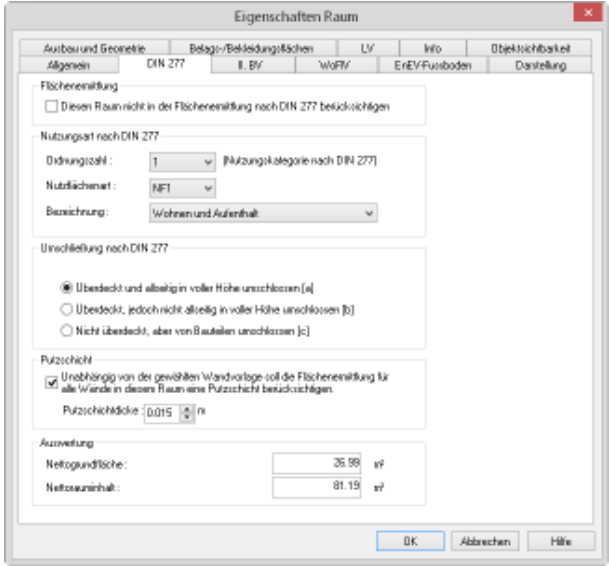 Eigenschaften Raum
Ausbau und Geometrie Belags-/Bekleidungsflächen LV Info Objektsichtbarkeit
Allgemein DIN 277 II. BV WoFlV EnEV-Fussboden Darstellung
Flächenermittlung
Diesen Raum nicht in der Flächenermittlung nach DIN 277 berücksichtigen
Nutzungsart nach DIN 277
Ordnungszahl : 1 (Nutzungskategorie nach DIN 277)
Nutzflächenart : NF1
Bezeichnung : Wohnen und Aufenthalt
Umschließung nach DIN 277
Überdeckt und allseitig in voller Höhe umschlossen (a)
Überdeckt, jedoch nicht allseitig in voller Höhe umschlossen (b)
Nicht überdeckt, aber von Bauteilen umschlossen (c)
Putzschicht
Unabhängig von der gewählten Wandvorlage soll die Flächenermittlung für
alle Wände in diesem Raum eine Putzschicht berücksichtigen.
Putzschichtdicke : 0.015 m
Auswertung
Nettogrundfläche : 26.99 m²
Nettorauminhalt : 81.19 m³
OK Abbrechen Hilfe